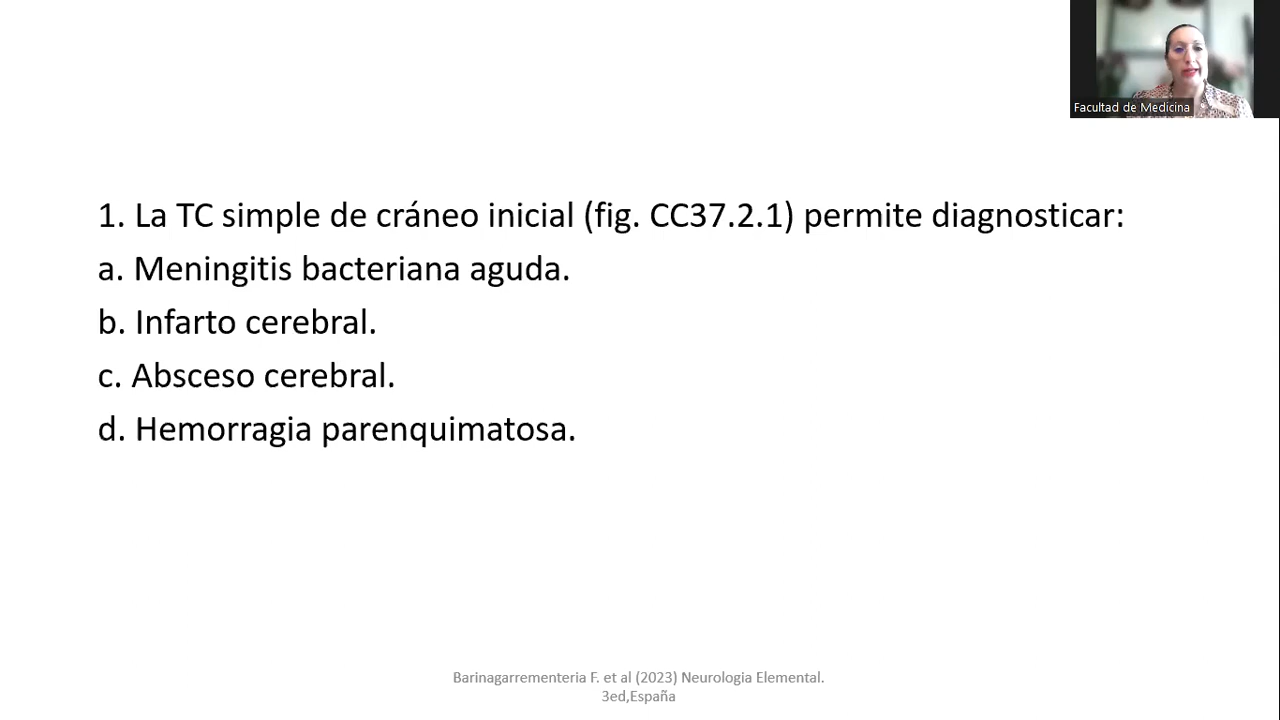 Facultad de Medicina
1. La TC simple de cráneo inicial (fig. CC37.2.1) permite diagnosticar:
a. Meningitis bacteriana aguda.
b. Infarto cerebral.
c. Absceso cerebral.
d. Hemorragia parenquimatosa.
Barinagarrementeria F. et al (2023) Neurologia Elemental.
3ed,España